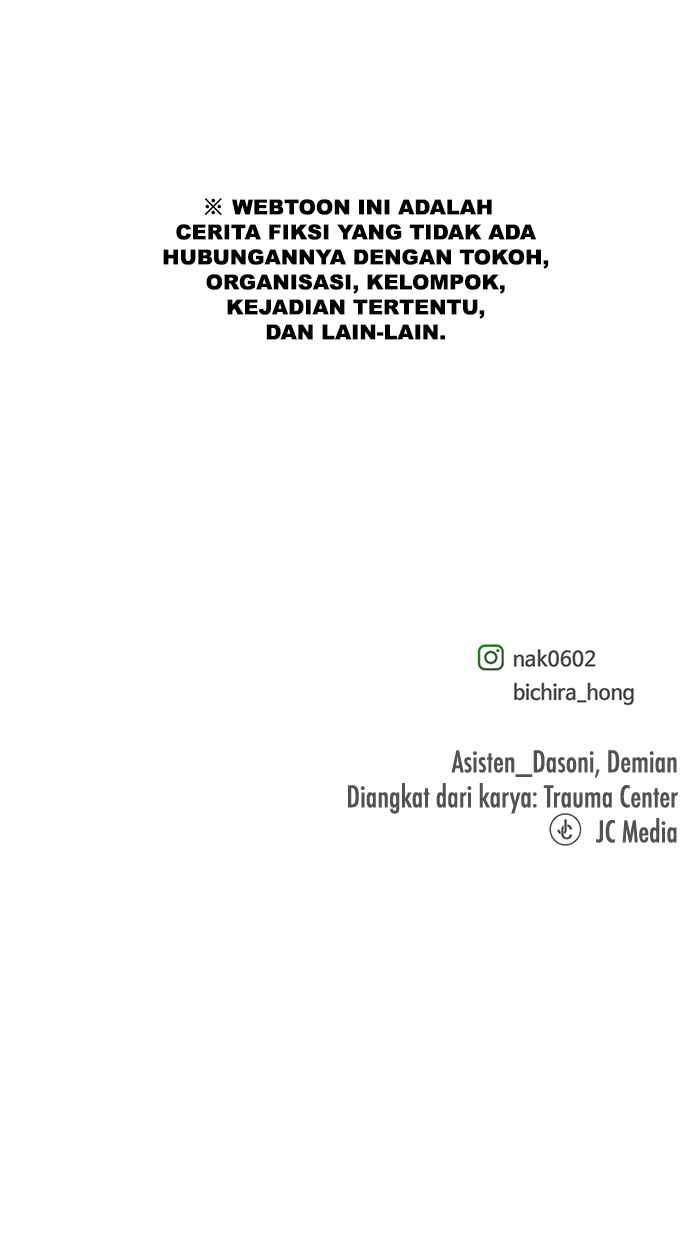 ※ WEBTOON INI ADALAH
CERITA FIKSI YANG TIDAK ADA
HUBUNGANNYA DENGAN TOKOH,
ORGANISASI, KELOMPOK,
KEJADIAN TERTENTU,
DAN LAIN-LAIN.
nak0602
bichira_hong
Asisten_Dasoni, Demian
Diangkat dari karya: Trauma Center
JC JC Media